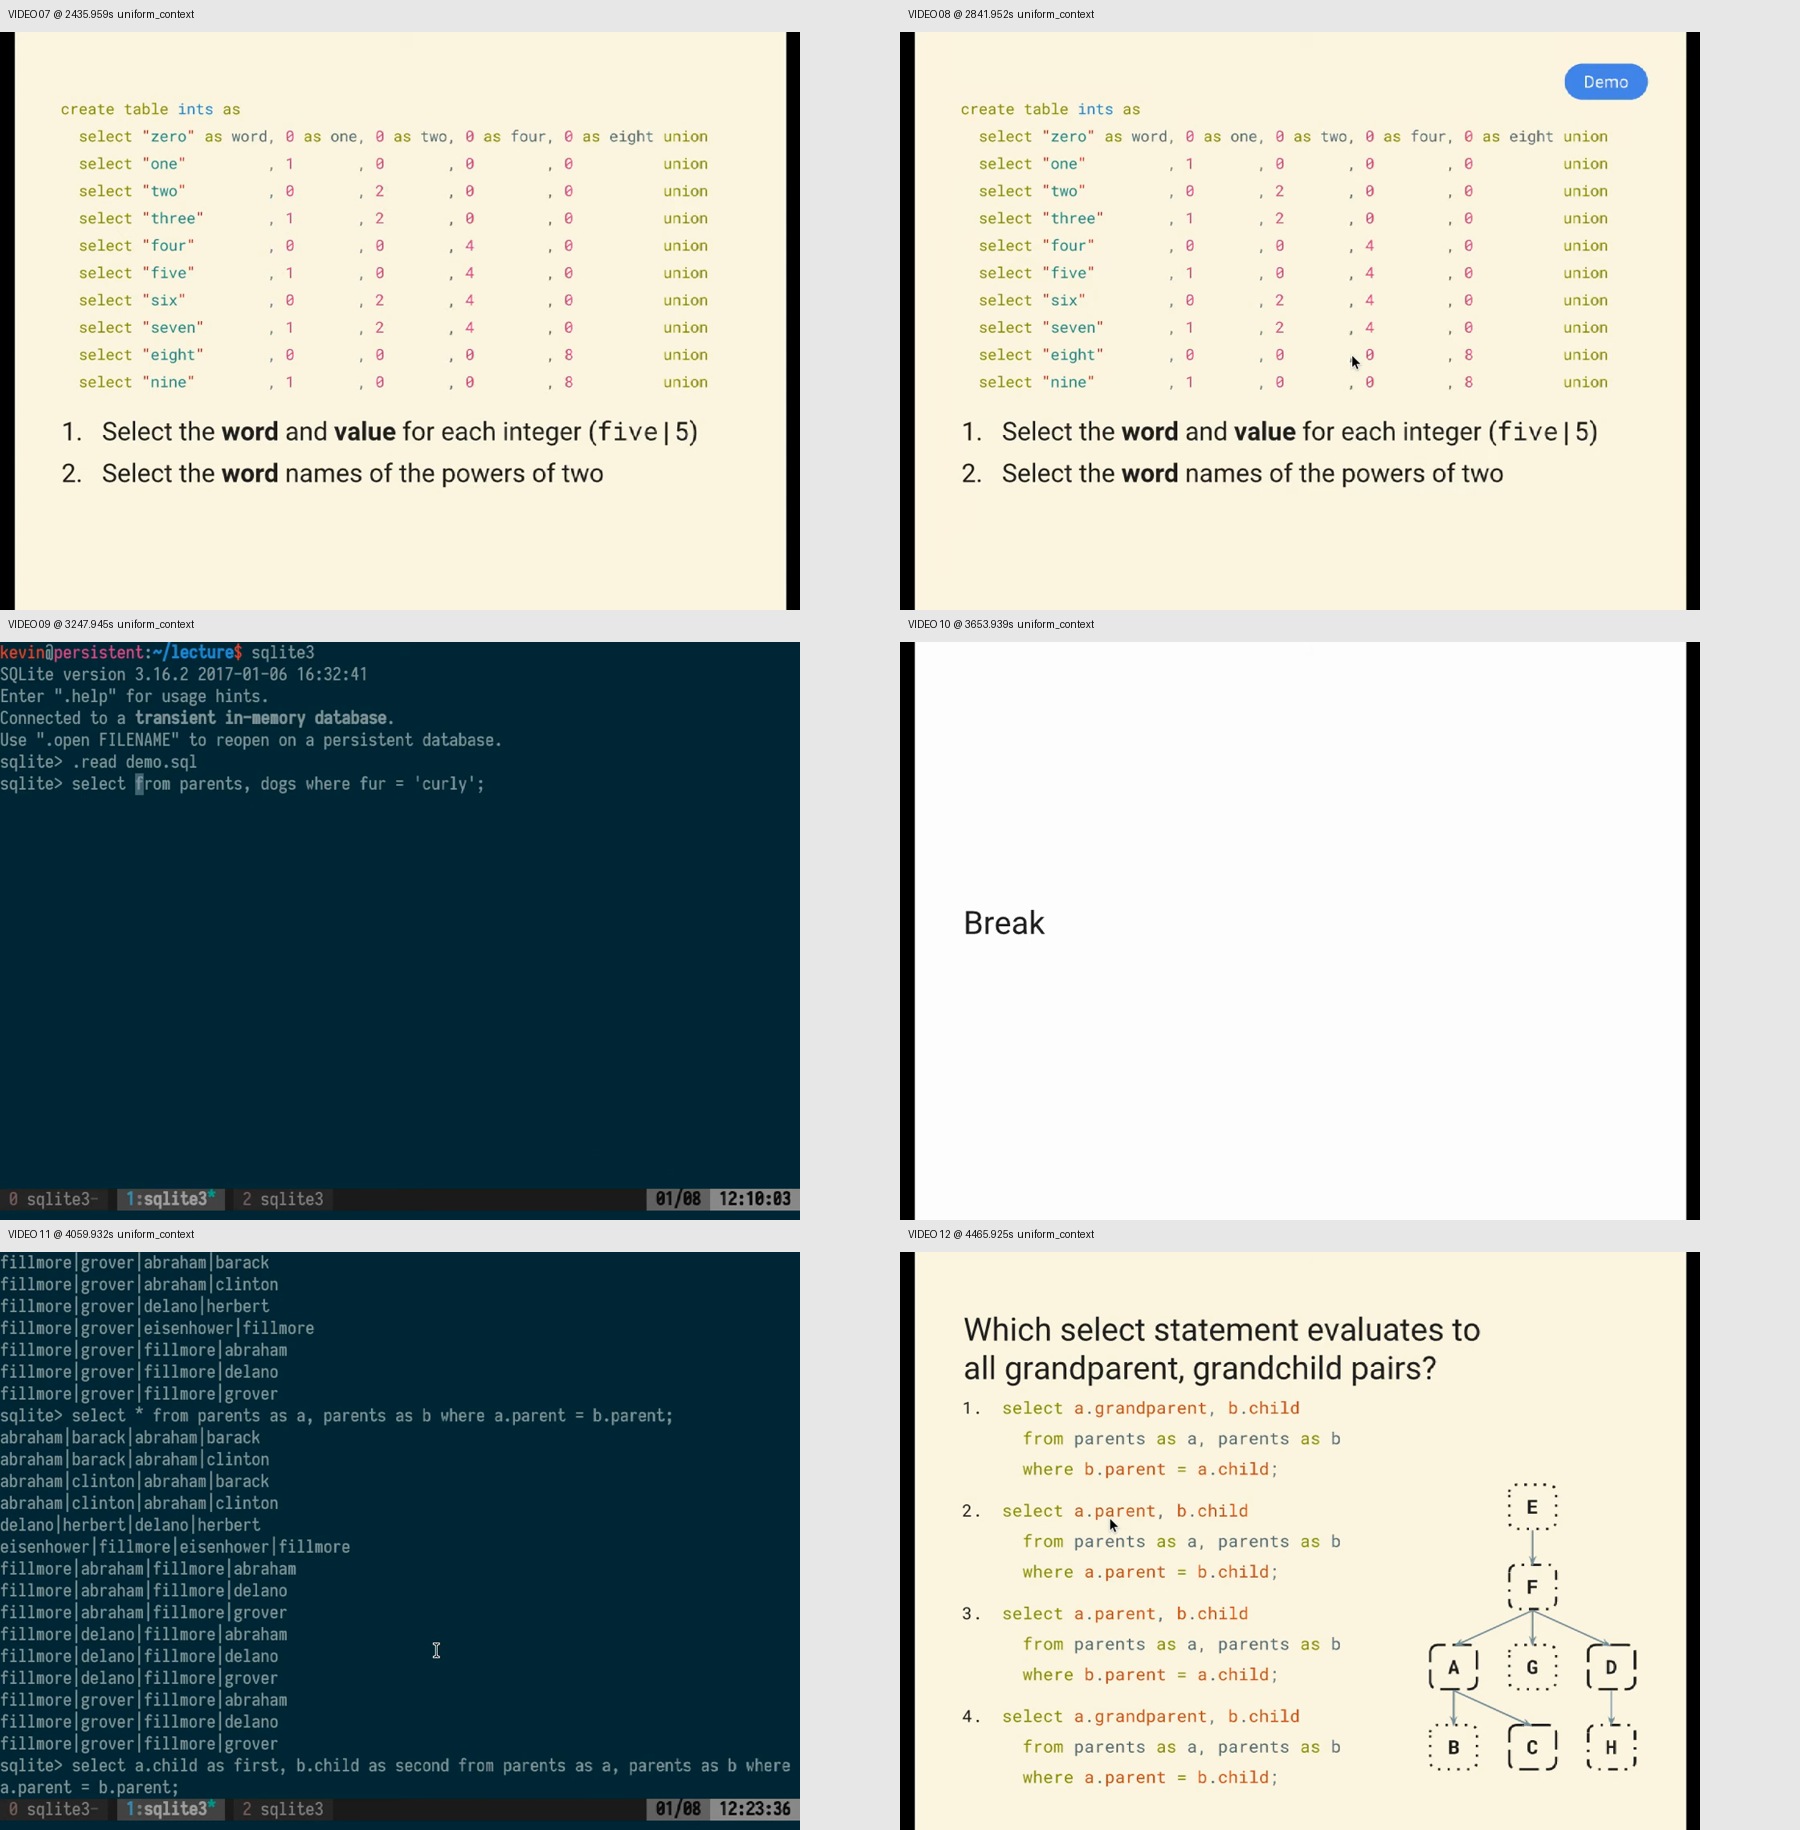 VIDEO07 @ 2435.959s uniform_context
create table ints as
select "zero" as word, 0 as one, 0 as two, 0 as four, 0 as eight union
select "one" , 1 , 0 , 0 , 0 union
select "two" , 0 , 2 , 0 , 0 union
select "three" , 1 , 2 , 0 , 0 union
select "four" , 0 , 0 , 4 , 0 union
select "five" , 1 , 0 , 4 , 0 union
select "six" , 0 , 2 , 4 , 0 union
select "seven" , 1 , 2 , 4 , 0 union
select "eight" , 0 , 0 , 0 , 8 union
select "nine" , 1 , 0 , 0 , 8 union
1. Select the word and value for each integer (five|5)
2. Select the word names of the powers of two
VIDEO08 @ 2841.952s uniform_context
Demo
create table ints as
select "zero" as word, 0 as one, 0 as two, 0 as four, 0 as eight union
select "one" , 1 , 0 , 0 , 0 union
select "two" , 0 , 2 , 0 , 0 union
select "three" , 1 , 2 , 0 , 0 union
select "four" , 0 , 0 , 4 , 0 union
select "five" , 1 , 0 , 4 , 0 union
select "six" , 0 , 2 , 4 , 0 union
select "seven" , 1 , 2 , 4 , 0 union
select "eight" , 0 , 0 , 0 , 8 union
select "nine" , 1 , 0 , 0 , 8 union
1. Select the word and value for each integer (five|5)
2. Select the word names of the powers of two
VIDEO09 @ 3247.945s uniform_context
kevin@persistent:~/lecture$ sqlite3
SQLite version 3.16.2 2017-01-06 16:32:41
Enter ".help" for usage hints.
Connected to a transient in-memory database.
Use ".open FILENAME" to reopen on a persistent database.
sqlite> .read demo.sql
sqlite> select from parents, dogs where fur = 'curly';
0 sqlite3- 1:sqlite3* 2 sqlite3 01/08 12:10:03
VIDEO10 @ 3653.939s uniform_context
Break
VIDEO11 @ 4059.932s uniform_context
fillmore|grover|abraham|barack
fillmore|grover|abraham|clinton
fillmore|grover|delano|herbert
fillmore|grover|eisenhower|fillmore
fillmore|grover|fillmore|abraham
fillmore|grover|fillmore|delano
fillmore|grover|fillmore|grover
sqlite> select * from parents as a, parents as b where a.parent = b.parent;
abraham|barack|abraham|barack
abraham|barack|abraham|clinton
abraham|clinton|abraham|barack
abraham|clinton|abraham|clinton
delano|herbert|delano|herbert
eisenhower|fillmore|eisenhower|fillmore
fillmore|abraham|fillmore|abraham
fillmore|abraham|fillmore|delano
fillmore|abraham|fillmore|grover
fillmore|delano|fillmore|abraham
fillmore|delano|fillmore|delano
fillmore|delano|fillmore|grover
fillmore|grover|fillmore|abraham
fillmore|grover|fillmore|delano
fillmore|grover|fillmore|grover
sqlite> select a.child as first, b.child as second from parents as a, parents as b where
a.parent = b.parent;
0 sqlite3- 1:sqlite3* 2 sqlite3 01/08 12:23:36
VIDEO12 @ 4465.925s uniform_context
Which select statement evaluates to
all grandparent, grandchild pairs?
1. select a.grandparent, b.child
from parents as a, parents as b
where b.parent = a.child;
2. select a.parent, b.child
from parents as a, parents as b
where a.parent = b.child;
3. select a.parent, b.child
from parents as a, parents as b
where b.parent = a.child;
4. select a.grandparent, b.child
from parents as a, parents as b
where a.parent = b.child;
E
F
A G D
B C H